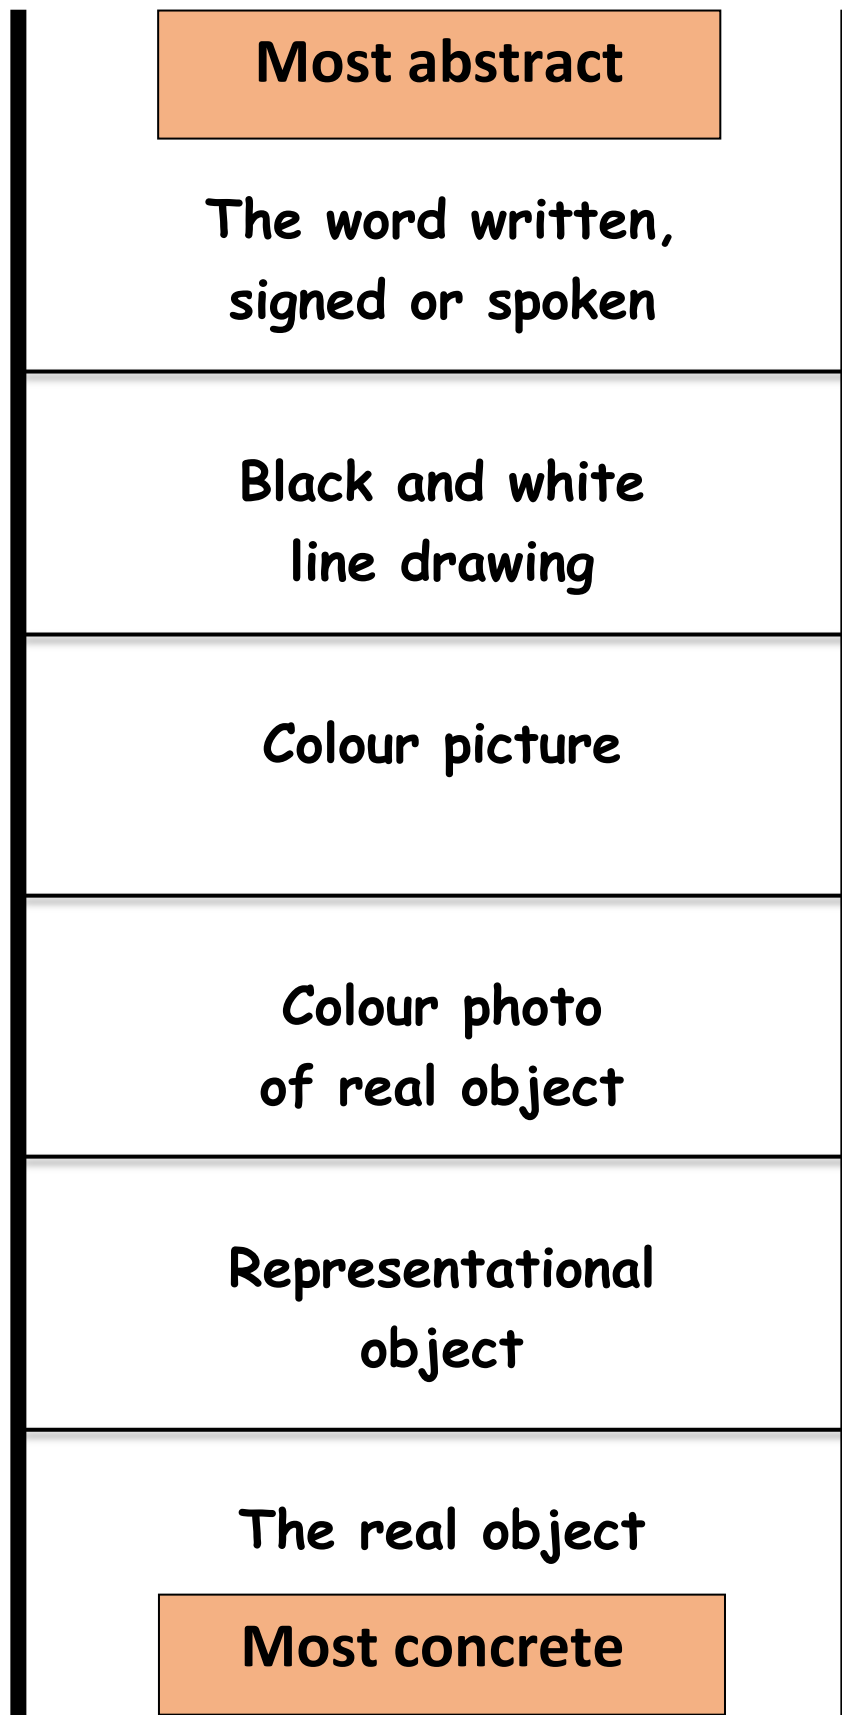 Most abstract
The word written,
signed or spoken
Black and white
line drawing
Colour picture
Colour photo
of real object
Representational
object
The real object
Most concrete